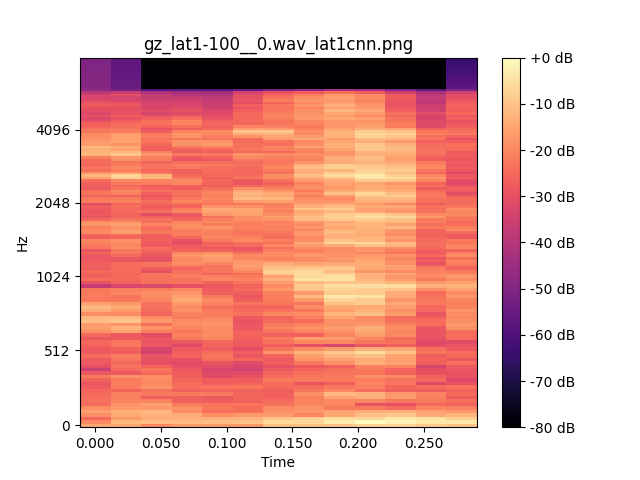 gz_lat1-100__0.wav_lat1cnn.png
+0 dB
-10 dB
4096
-20 dB
2048
-30 dB
Hz
-40 dB
1024
-50 dB
-60 dB
512
-70 dB
0
-80 dB
0.000 0.050 0.100 0.150 0.200 0.250
Time